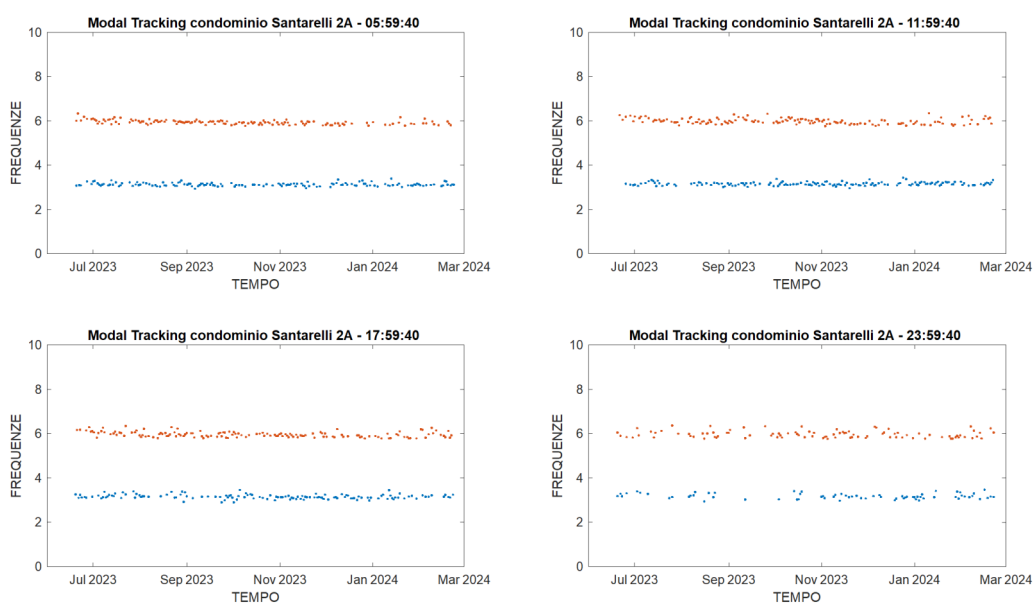 Modal Tracking condominio Santarelli 2A - 05:59:40
10
8
6
4
2
0
FREQUENZE
Jul 2023 Sep 2023 Nov 2023 Jan 2024 Mar 2024
TEMPO
Modal Tracking condominio Santarelli 2A - 11:59:40
10
8
6
4
2
0
FREQUENZE
Jul 2023 Sep 2023 Nov 2023 Jan 2024 Mar 2024
TEMPO
Modal Tracking condominio Santarelli 2A - 17:59:40
10
8
6
4
2
0
FREQUENZE
Jul 2023 Sep 2023 Nov 2023 Jan 2024 Mar 2024
TEMPO
Modal Tracking condominio Santarelli 2A - 23:59:40
10
8
6
4
2
0
FREQUENZE
Jul 2023 Sep 2023 Nov 2023 Jan 2024 Mar 2024
TEMPO